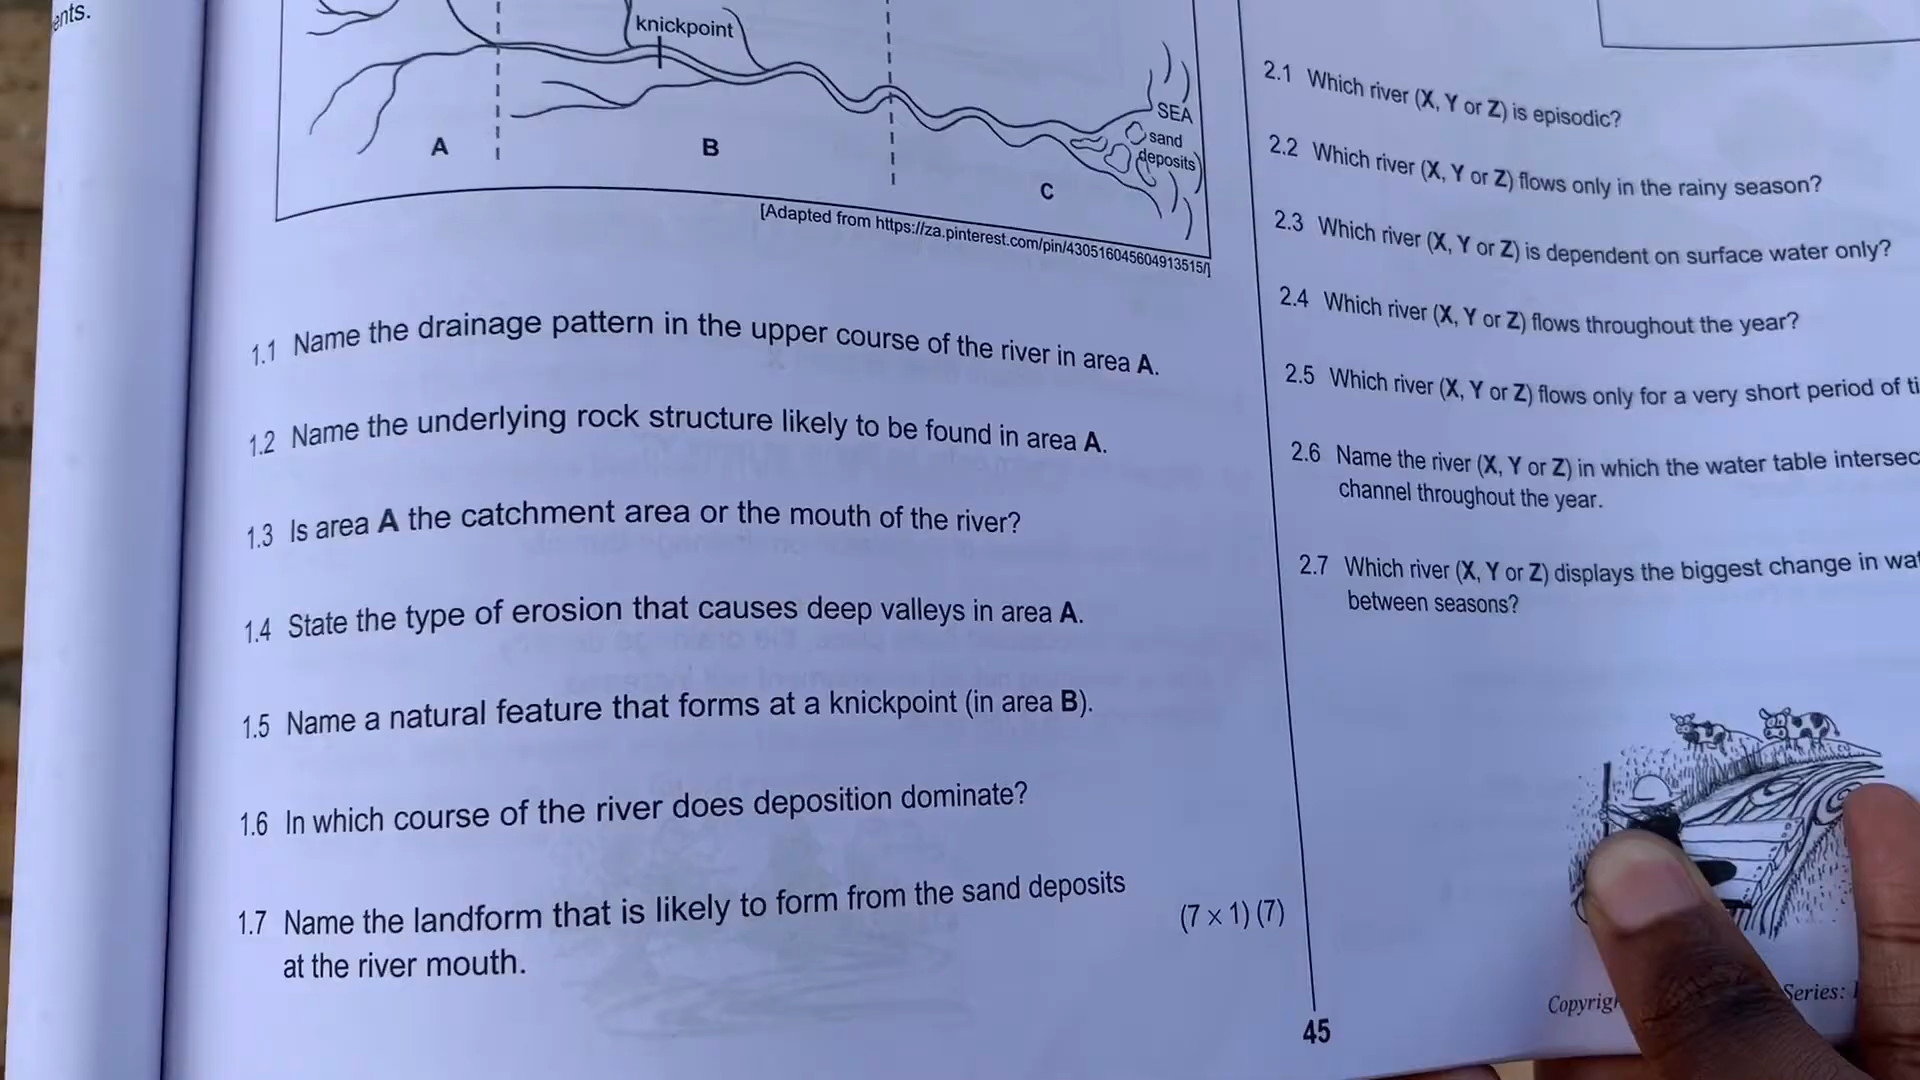 knickpoint
SEA
sand
deposits
A
B
C
[Adapted from https://za.pinterest.com/pin/430516045604913515/]
1.1 Name the drainage pattern in the upper course of the river in area A.
1.2 Name the underlying rock structure likely to be found in area A.
1.3 Is area A the catchment area or the mouth of the river?
1.4 State the type of erosion that causes deep valleys in area A.
1.5 Name a natural feature that forms at a knickpoint (in area B).
1.6 In which course of the river does deposition dominate?
1.7 Name the landform that is likely to form from the sand deposits
at the river mouth.
(7 x 1) (7)
2.1 Which river (X, Y or Z) is episodic?
2.2 Which river (X, Y or Z) flows only in the rainy season?
2.3 Which river (X, Y or Z) is dependent on surface water only?
2.4 Which river (X, Y or Z) flows throughout the year?
2.5 Which river (X, Y or Z) flows only for a very short period of
2.6 Name the river (X, Y or Z) in which the water table
channel throughout the year.
2.7 Which river (X, Y or Z) displays the biggest change in
between seasons?
45
Series: